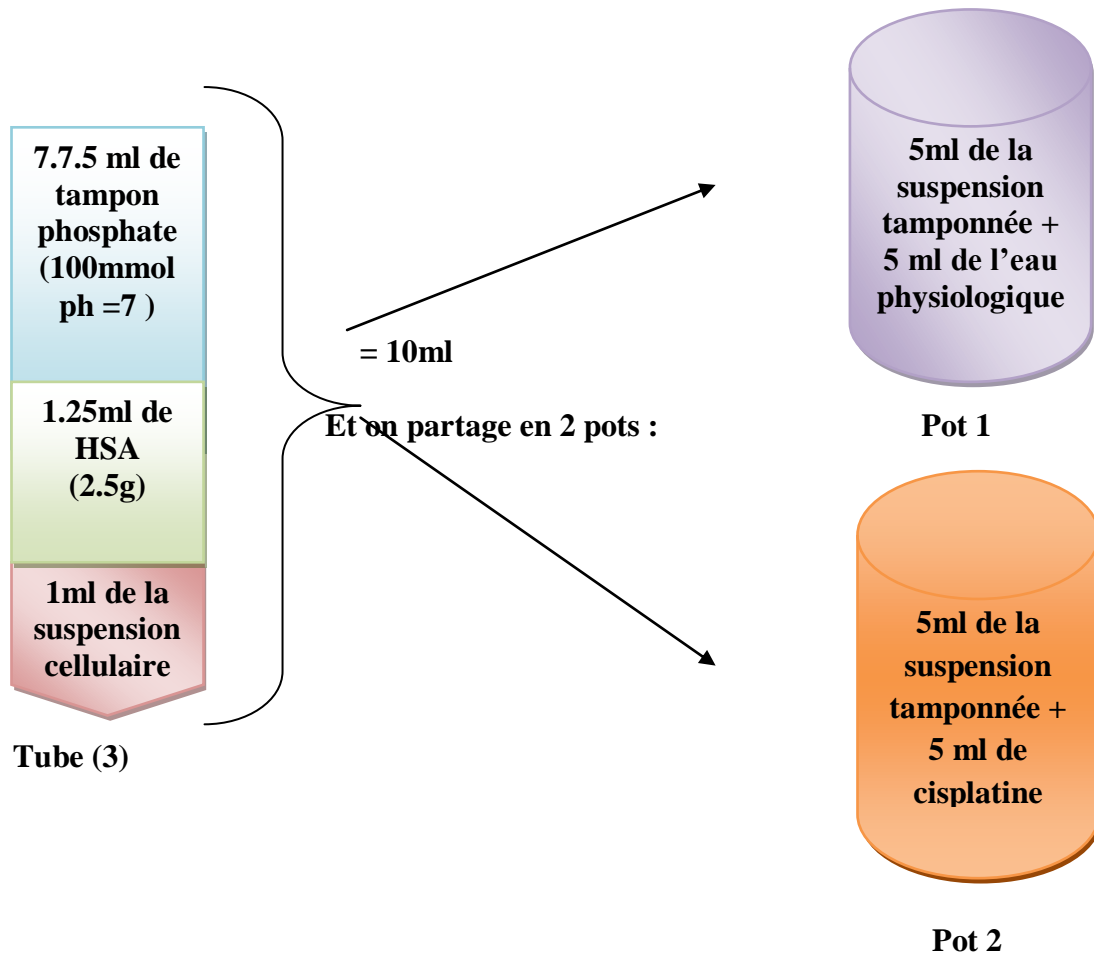 7.7.5 ml de
tampon
phosphate
(100mmol
ph =7 )
1.25ml de
HSA
(2.5g)
1ml de la
suspension
cellulaire
Tube (3)
= 10ml
Et on partage en 2 pots :
5ml de la
suspension
tamponnée +
5 ml de l’eau
physiologique
Pot 1
5ml de la
suspension
tamponnée +
5 ml de
cisplatine
Pot 2